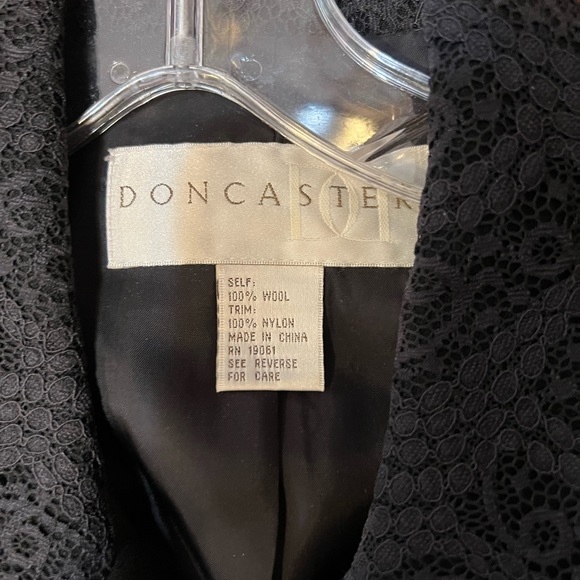 DONCASTER
SELF:
100% WOOL
TRIM:
100% NYLON
MADE IN CHINA
RN 19061
SEE REVERSE
FOR CARE